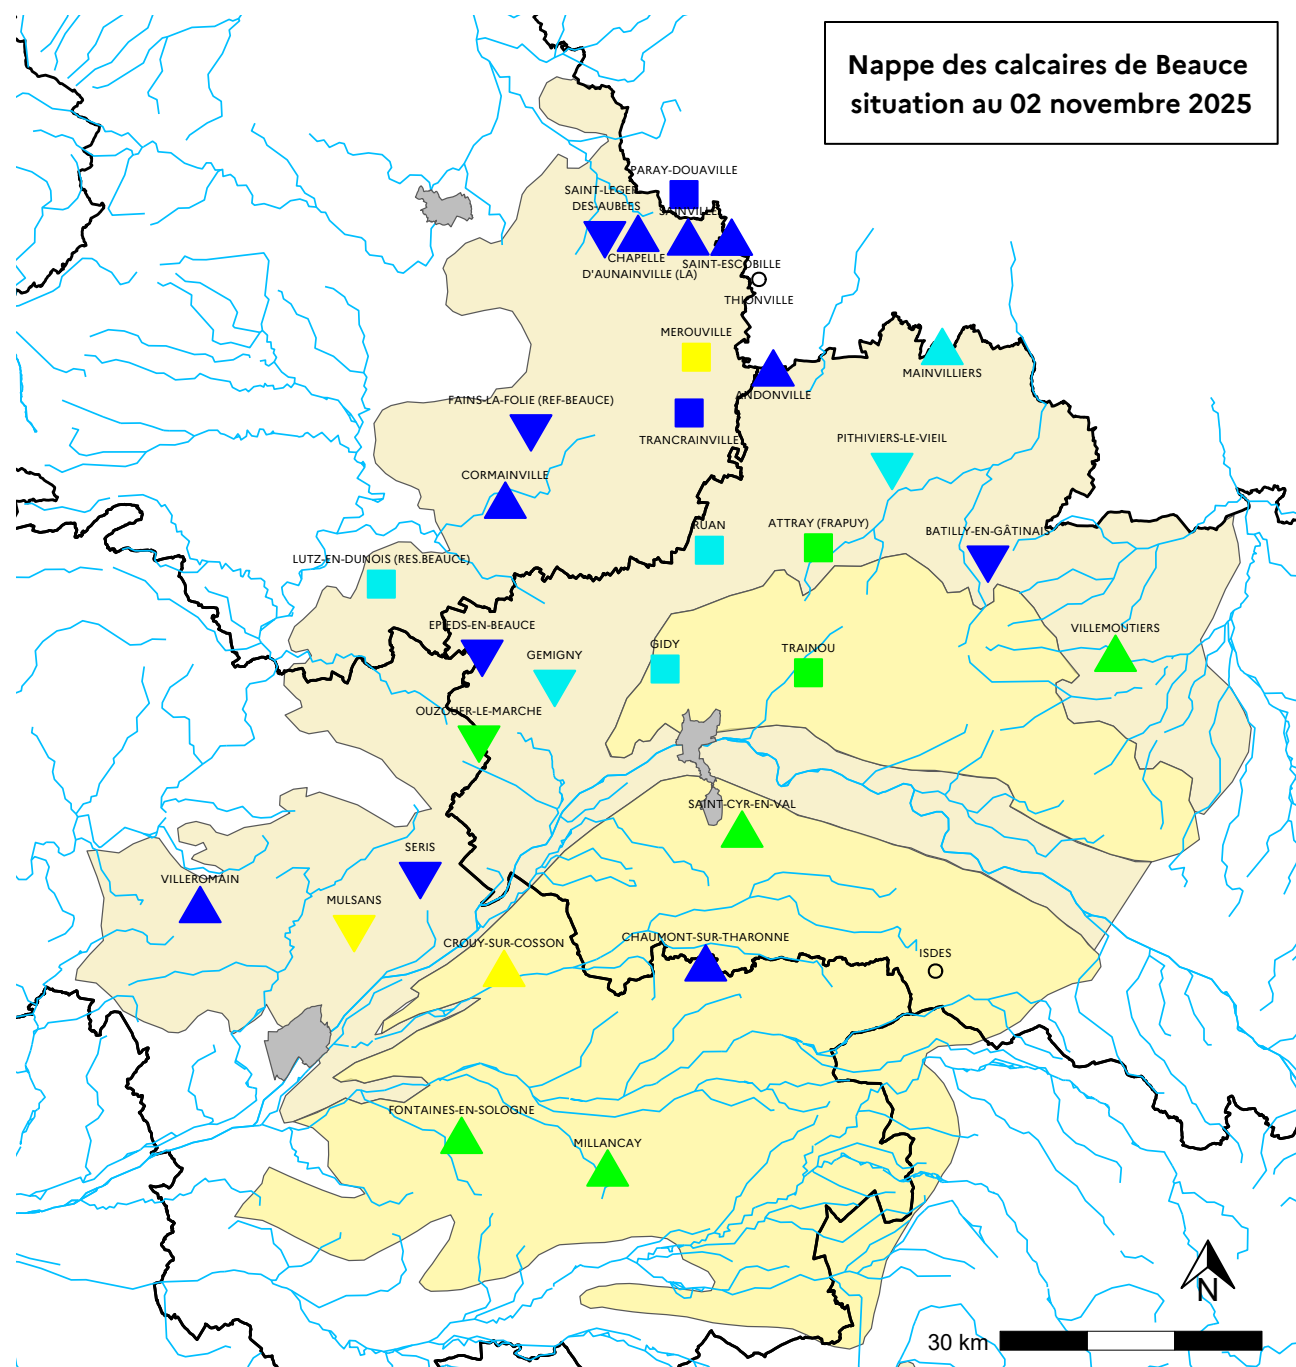 Nappe des calcaires de Beauce
situation au 02 novembre 2025
PARAY-DOUAVILLE
SAINT-LEGER
DES-AUBEES
SAINVILLE
CHAPELLE
D'AUNAINVILLE (LA)
SAINT-ESCOBILLE
THIONVILLE
MEROUVILLE
MAINVILLIERS
ANDONVILLE
FAINS-LA-FOLIE (REF-BEAUCE)
TRANCRAINVILLE
PITHIVIERS-LE-VIEIL
CORMAINVILLE
RUAN
ATTRAY (FRAPUY)
BATILLY-EN-GÂTINAIS
LUTZ-EN-DUNOIS (RES.BEAUCE)
EPIEDS-EN-BEAUCE
VILLEMOUTIERS
GEMIGNY
GIDY
TRAINOU
OUZOUER-LE-MARCHE
SAINT-CYR-EN-VAL
SERIS
VILLEROMAIN
MULSANS
CROUY-SUR-COSSON
CHAUMONT-SUR-THARONNE
ISDES
FONTAINES-EN-SOLOGNE
MILLANCAY
N
30 km